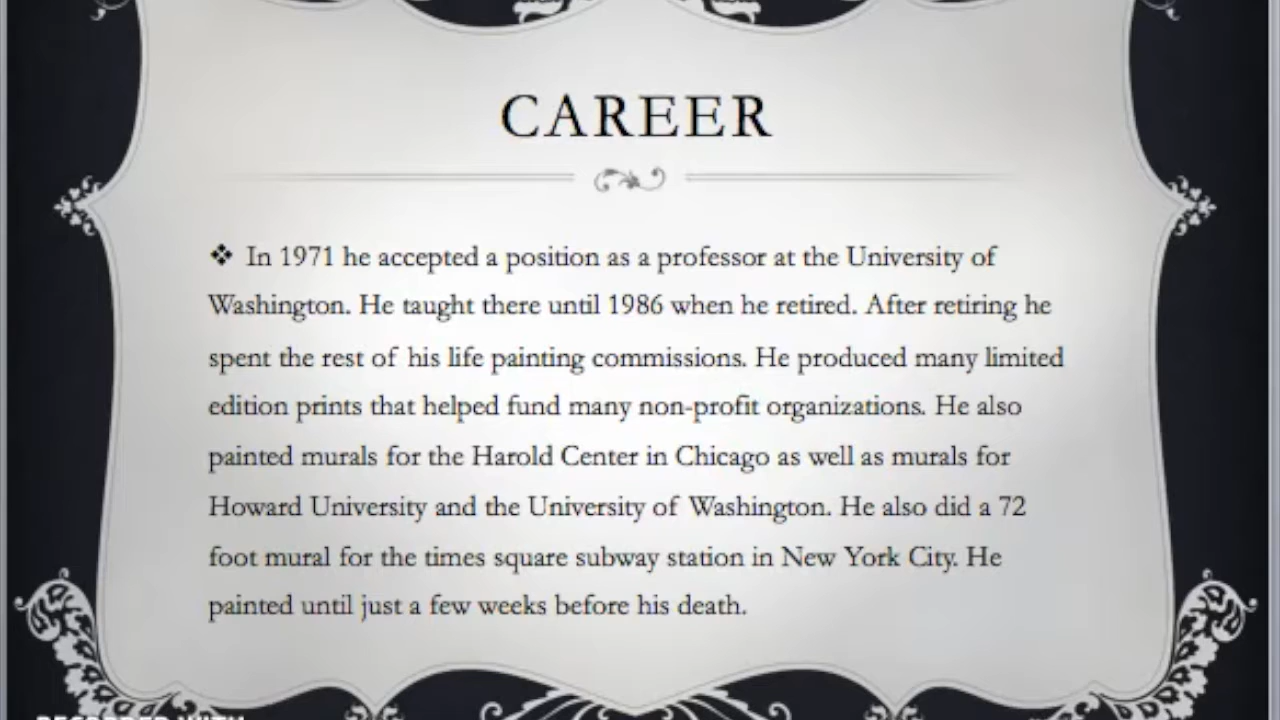 CAREER
❖ In 1971 he accepted a position as a professor at the University of
Washington. He taught there until 1986 when he retired. After retiring he
spent the rest of his life painting commissions. He produced many limited
edition prints that helped fund many non-profit organizations. He also
painted murals for the Harold Center in Chicago as well as murals for
Howard University and the University of Washington. He also did a 72
foot mural for the times square subway station in New York City. He
painted until just a few weeks before his death.
RECORDED WITH